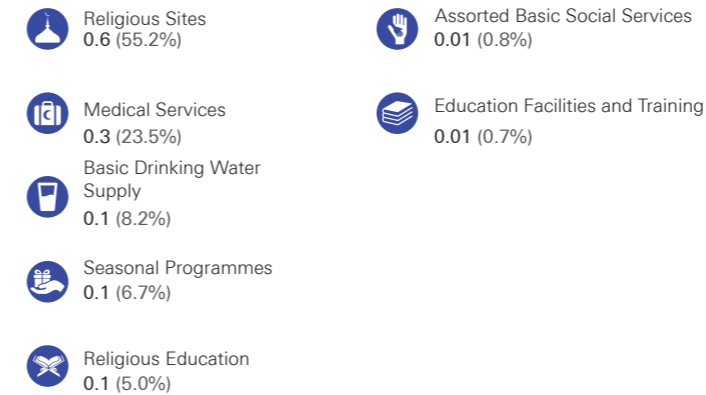 Religious Sites
0.6 (55.2%)
Medical Services
0.3 (23.5%)
Basic Drinking Water
Supply
0.1 (8.2%)
Seasonal Programmes
0.1 (6.7%)
Religious Education
0.1 (5.0%)
Assorted Basic Social Services
0.01 (0.8%)
Education Facilities and Training
0.01 (0.7%)